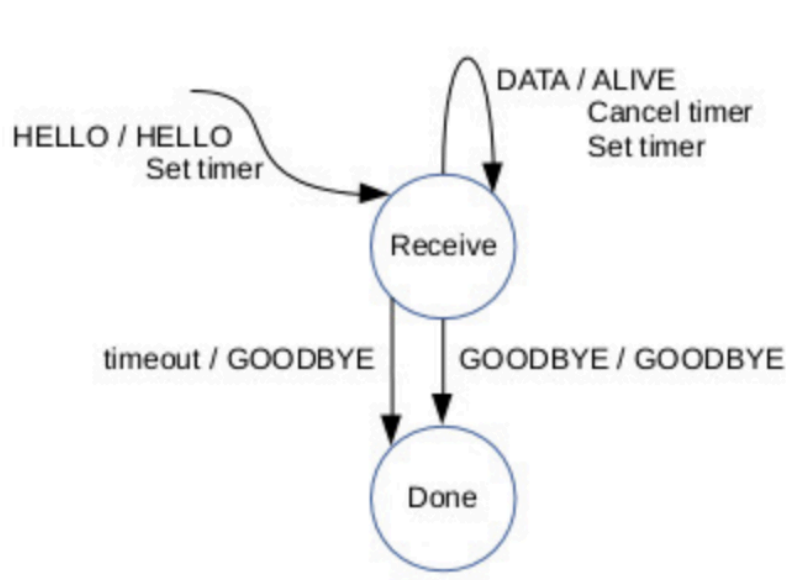 DATA / ALIVE
Cancel timer
Set timer
HELLO / HELLO
Set timer
Receive
timeout / GOODBYE
GOODBYE / GOODBYE
Done